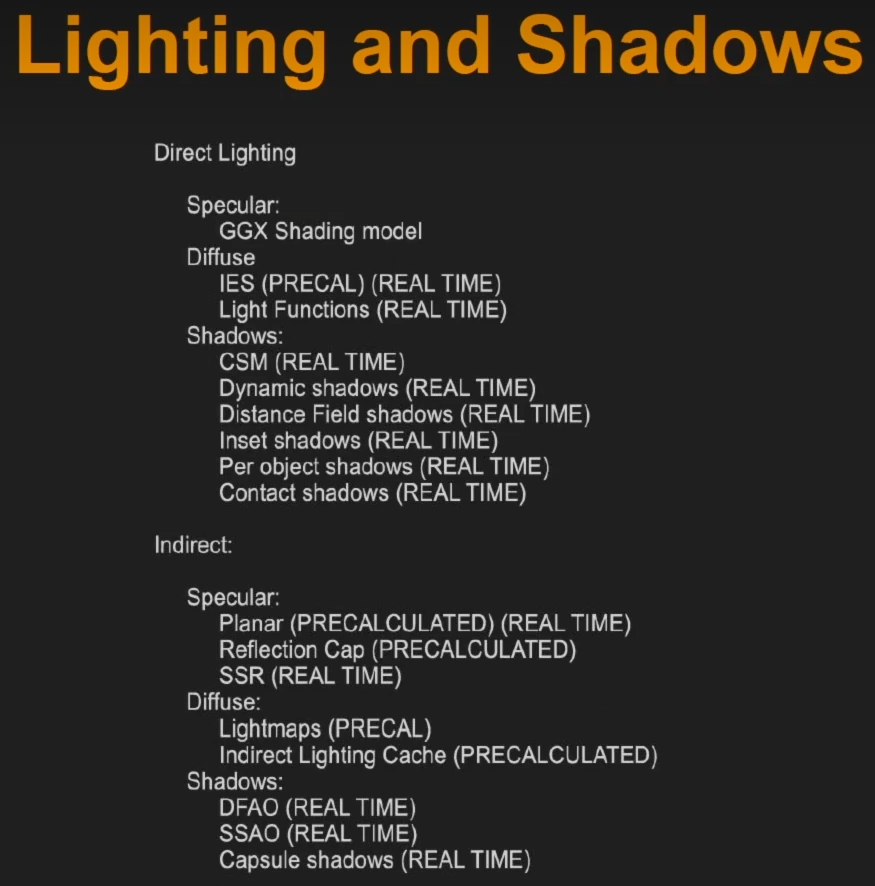 Lighting and Shadows
Direct Lighting
Specular:
GGX Shading model
Diffuse
IES (PRECAL) (REAL TIME)
Light Functions (REAL TIME)
Shadows:
CSM (REAL TIME)
Dynamic shadows (REAL TIME)
Distance Field shadows (REAL TIME)
Inset shadows (REAL TIME)
Per object shadows (REAL TIME)
Contact shadows (REAL TIME)
Indirect:
Specular:
Planar (PRECALCULATED) (REAL TIME)
Reflection Cap (PRECALCULATED)
SSR (REAL TIME)
Diffuse:
Lightmaps (PRECAL)
Indirect Lighting Cache (PRECALCULATED)
Shadows:
DFAO (REAL TIME)
SSAO (REAL TIME)
Capsule shadows (REAL TIME)